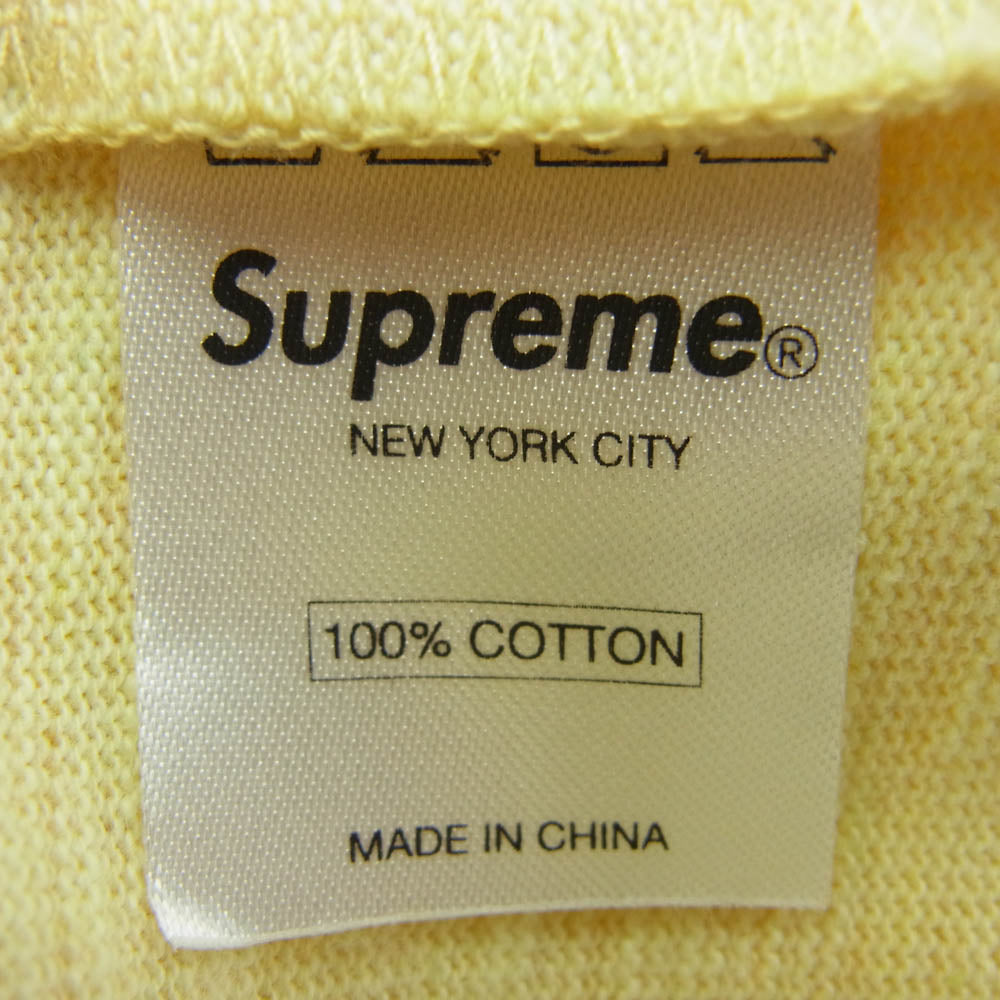 Supreme®
NEW YORK CITY
100% COTTON
MADE IN CHINA